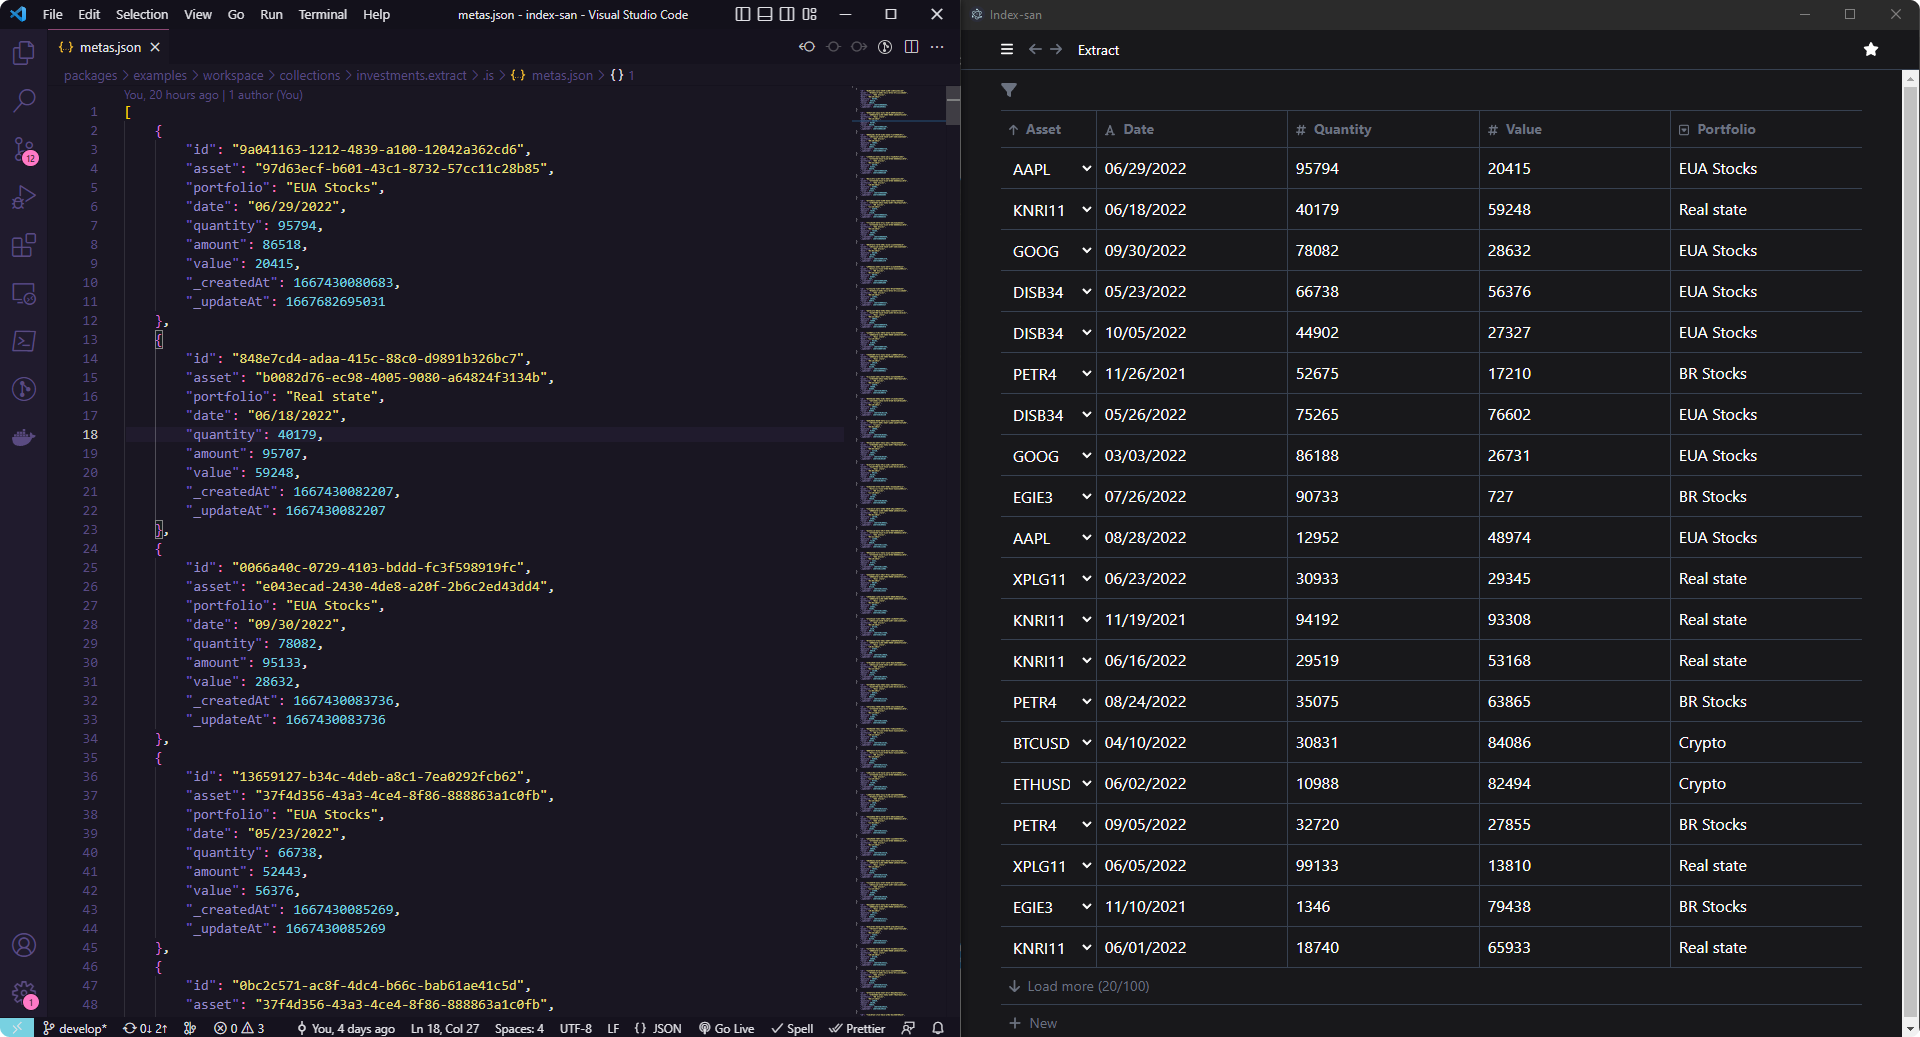 File Edit Selection View Go Run Terminal Help metas.json - index-san - Visual Studio Code
{..} metas.json
packages > examples > workspace > collections > investments.extract > .is > {..} metas.json > { } 1
You, 20 hours ago | 1 author (You)
1 [
2 {
3 "id": "9a041163-1212-4839-a100-12042a362cd6",
4 "asset": "97d63ecf-b601-43c1-8732-57cc11c28b85",
5 "portfolio": "EUA Stocks",
6 "date": "06/29/2022",
7 "quantity": 95794,
8 "amount": 86518,
9 "value": 20415,
10 "_createdAt": 1667430080683,
11 "_updateAt": 1667682695031
12 },
13 {
14 "id": "848e7cd4-adaa-415c-88c0-d9891b326bc7",
15 "asset": "b0082d76-ec98-4005-9080-a64824f3134b",
16 "portfolio": "Real state",
17 "date": "06/18/2022",
18 "quantity": 40179,
19 "amount": 95707,
20 "value": 59248,
21 "_createdAt": 1667430082207,
22 "_updateAt": 1667430082207
23 },
24 {
25 "id": "0066a40c-0729-4103-bddd-fc3f598919fc",
26 "asset": "e043ecad-2430-4de8-a20f-2b6c2ed43dd4",
27 "portfolio": "EUA Stocks",
28 "date": "09/30/2022",
29 "quantity": 78082,
30 "amount": 95133,
31 "value": 28632,
32 "_createdAt": 1667430083736,
33 "_updateAt": 1667430083736
34 },
35 {
36 "id": "13659127-b34c-4deb-a8c1-7ea0292fcb62",
37 "asset": "37f4d356-43a3-4ce4-8f86-888863a1c0fb",
38 "portfolio": "EUA Stocks",
39 "date": "05/23/2022",
40 "quantity": 66738,
41 "amount": 52443,
42 "value": 56376,
43 "_createdAt": 1667430085269,
44 "_updateAt": 1667430085269
45 },
46 {
47 "id": "0bc2c571-ac8f-4dc4-b66c-bab61ae41c5d",
48 "asset": "37f4d356-43a3-4ce4-8f86-888863a1c0fb",
12
1
develop* 0↓ 2↑ 0 3 You, 4 days ago Ln 18, Col 27 Spaces: 4 UTF-8 LF { } JSON Go Live Spell Prettier
Index-san
Extract
Asset A Date # Quantity # Value Portfolio
AAPL 06/29/2022 95794 20415 EUA Stocks
KNRI11 06/18/2022 40179 59248 Real state
GOOG 09/30/2022 78082 28632 EUA Stocks
DISB34 05/23/2022 66738 56376 EUA Stocks
DISB34 10/05/2022 44902 27327 EUA Stocks
PETR4 11/26/2021 52675 17210 BR Stocks
DISB34 05/26/2022 75265 76602 EUA Stocks
GOOG 03/03/2022 86188 26731 EUA Stocks
EGIE3 07/26/2022 90733 727 BR Stocks
AAPL 08/28/2022 12952 48974 EUA Stocks
XPLG11 06/23/2022 30933 29345 Real state
KNRI11 11/19/2021 94192 93308 Real state
KNRI11 06/16/2022 29519 53168 Real state
PETR4 08/24/2022 35075 63865 BR Stocks
BTCUSD 04/10/2022 30831 84086 Crypto
ETHUSD 06/02/2022 10988 82494 Crypto
PETR4 09/05/2022 32720 27855 BR Stocks
XPLG11 06/05/2022 99133 13810 Real state
EGIE3 11/10/2021 1346 79438 BR Stocks
KNRI11 06/01/2022 18740 65933 Real state
Load more (20/100)
+ New